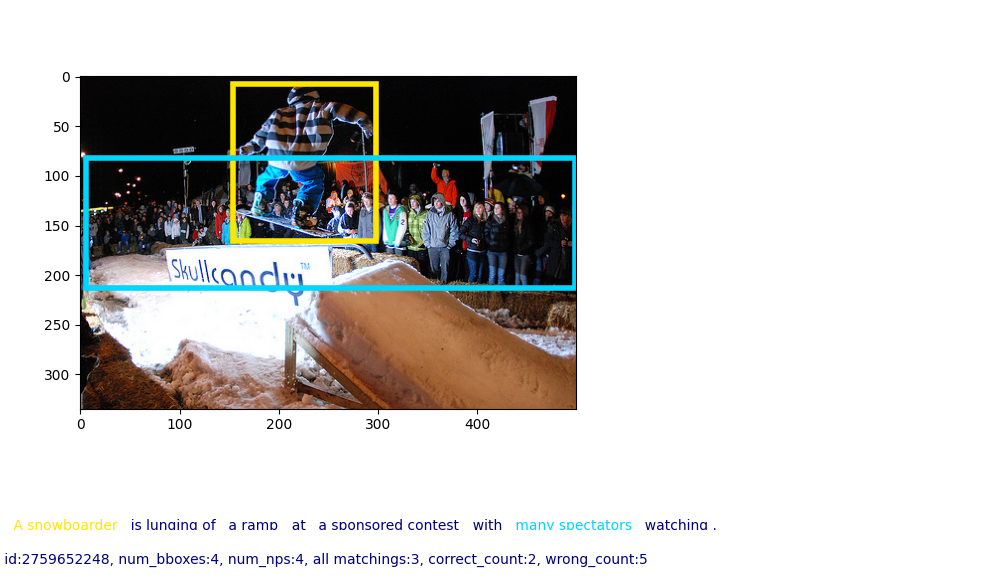 0
50
100
150
200
250
300
Skullcandy™
0 100 200 300 400
A snowboarder is lunging of a ramp at a sponsored contest with many spectators watching .
id:2759652248, num_bboxes:4, num_nps:4, all matchings:3, correct_count:2, wrong_count:5